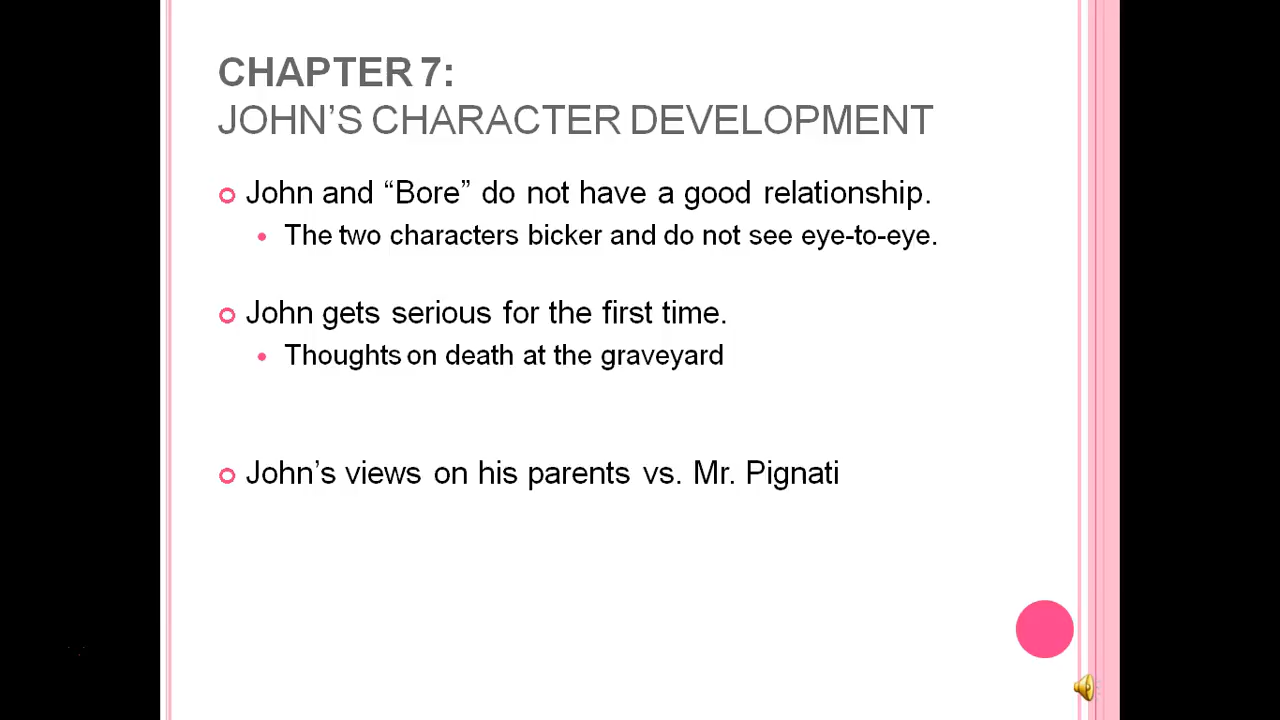 CHAPTER 7:
JOHN’S CHARACTER DEVELOPMENT
John and “Bore” do not have a good relationship.
The two characters bicker and do not see eye-to-eye.
John gets serious for the first time.
Thoughts on death at the graveyard
John’s views on his parents vs. Mr. Pignati